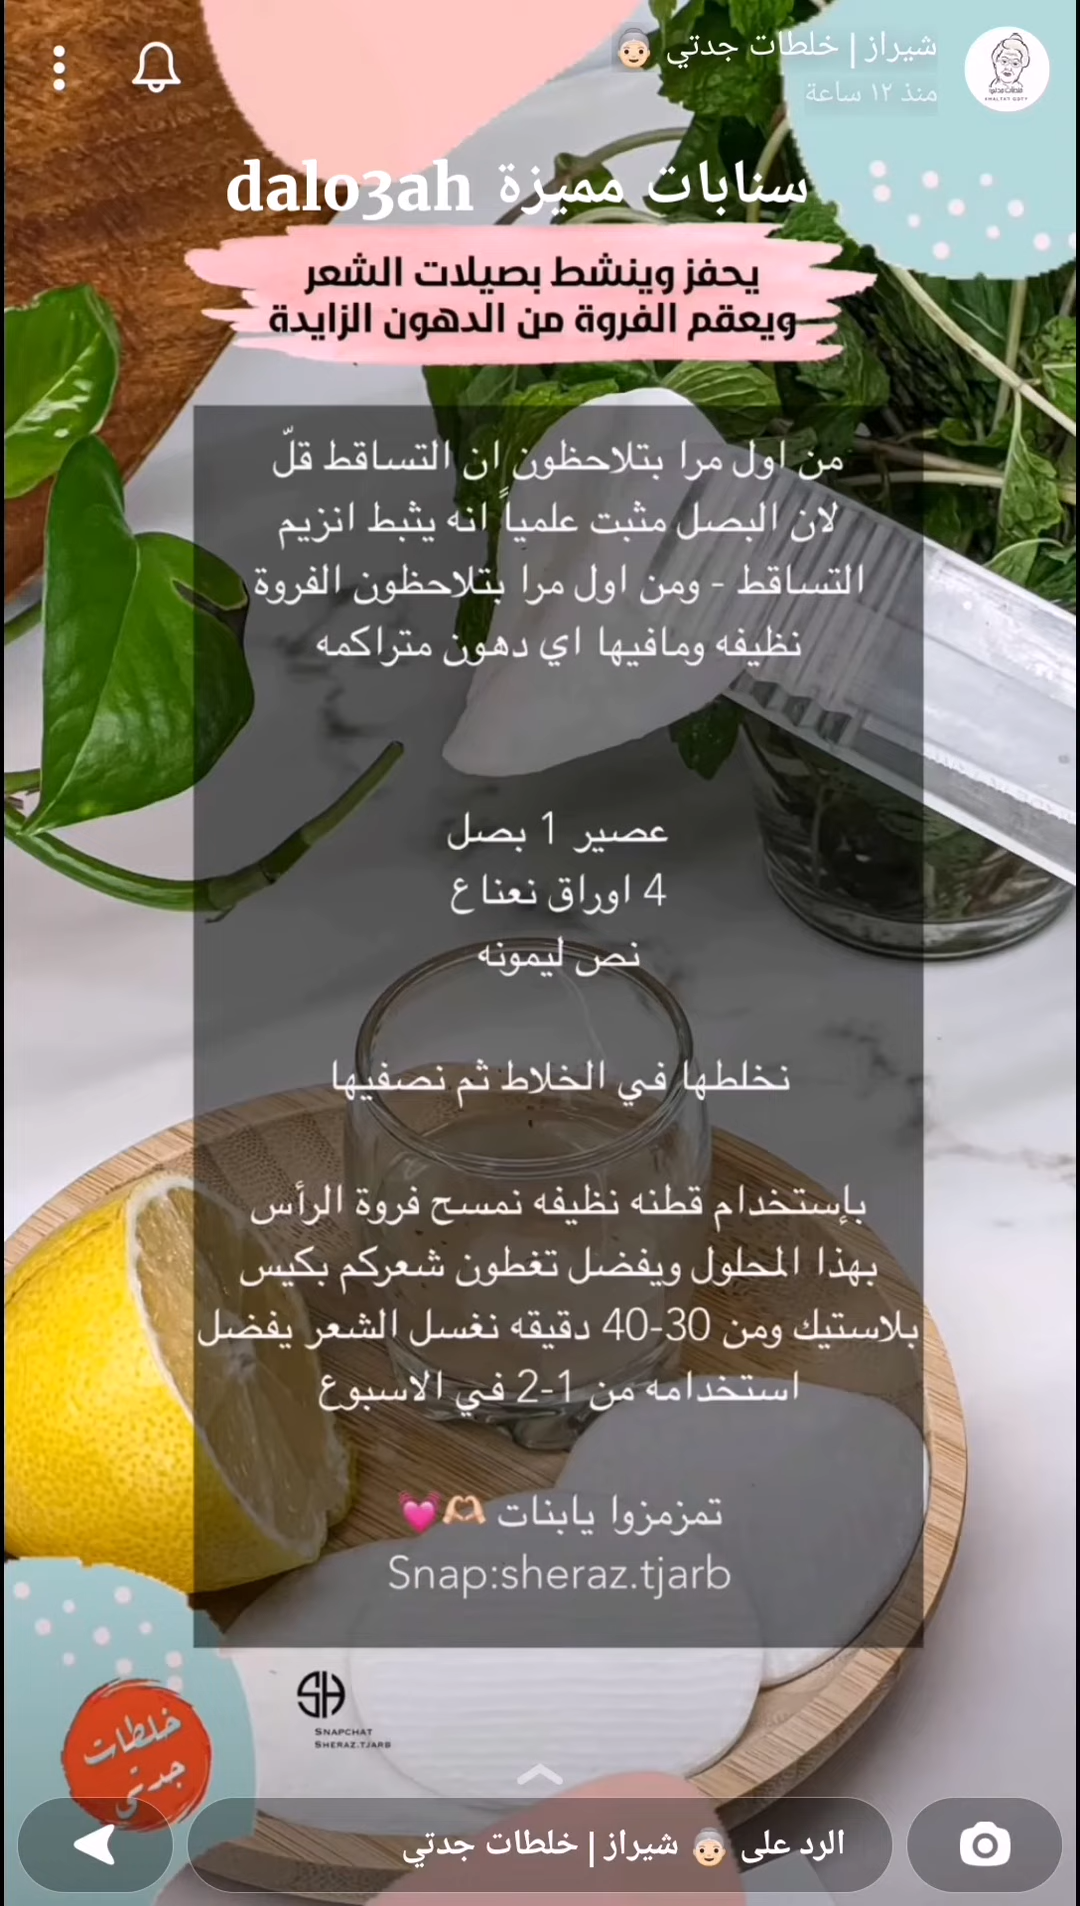 شيراز | خلطات جدتي 👵🏻
منذ ١٢ ساعة
سنابات مميزة dalo3ah
يحفز وينشط بصيلات الشعر
ويعقم الفروة من الدهون الزايدة
من اول مرا بتلاحظون ان التساقط قلّ
لان البصل مثبت علمياً انه يثبط انزيم
التساقط - ومن اول مرا بتلاحظون الفروة
نظيفه ومافيها اي دهون متراكمه
عصير 1 بصل
4 اوراق نعناع
نص ليمونه
نخلطها في الخلاط ثم نصفيها
بإستخدام قطنه نظيفه نمسح فروة الرأس
بهذا المحلول ويفضل تغطون شعركم بكيس
بلاستيك ومن 30-40 دقيقه نغسل الشعر يفضل
استخدامه من 1-2 في الاسبوع
تمزمزوا يابنات 🫶🏻💓
Snap:sheraz.tjarb
SH
SNAPCHAT
SHERAZ.TJARB
خلطات
جدتي
الرد على 👵🏻 شيراز | خلطات جدتي